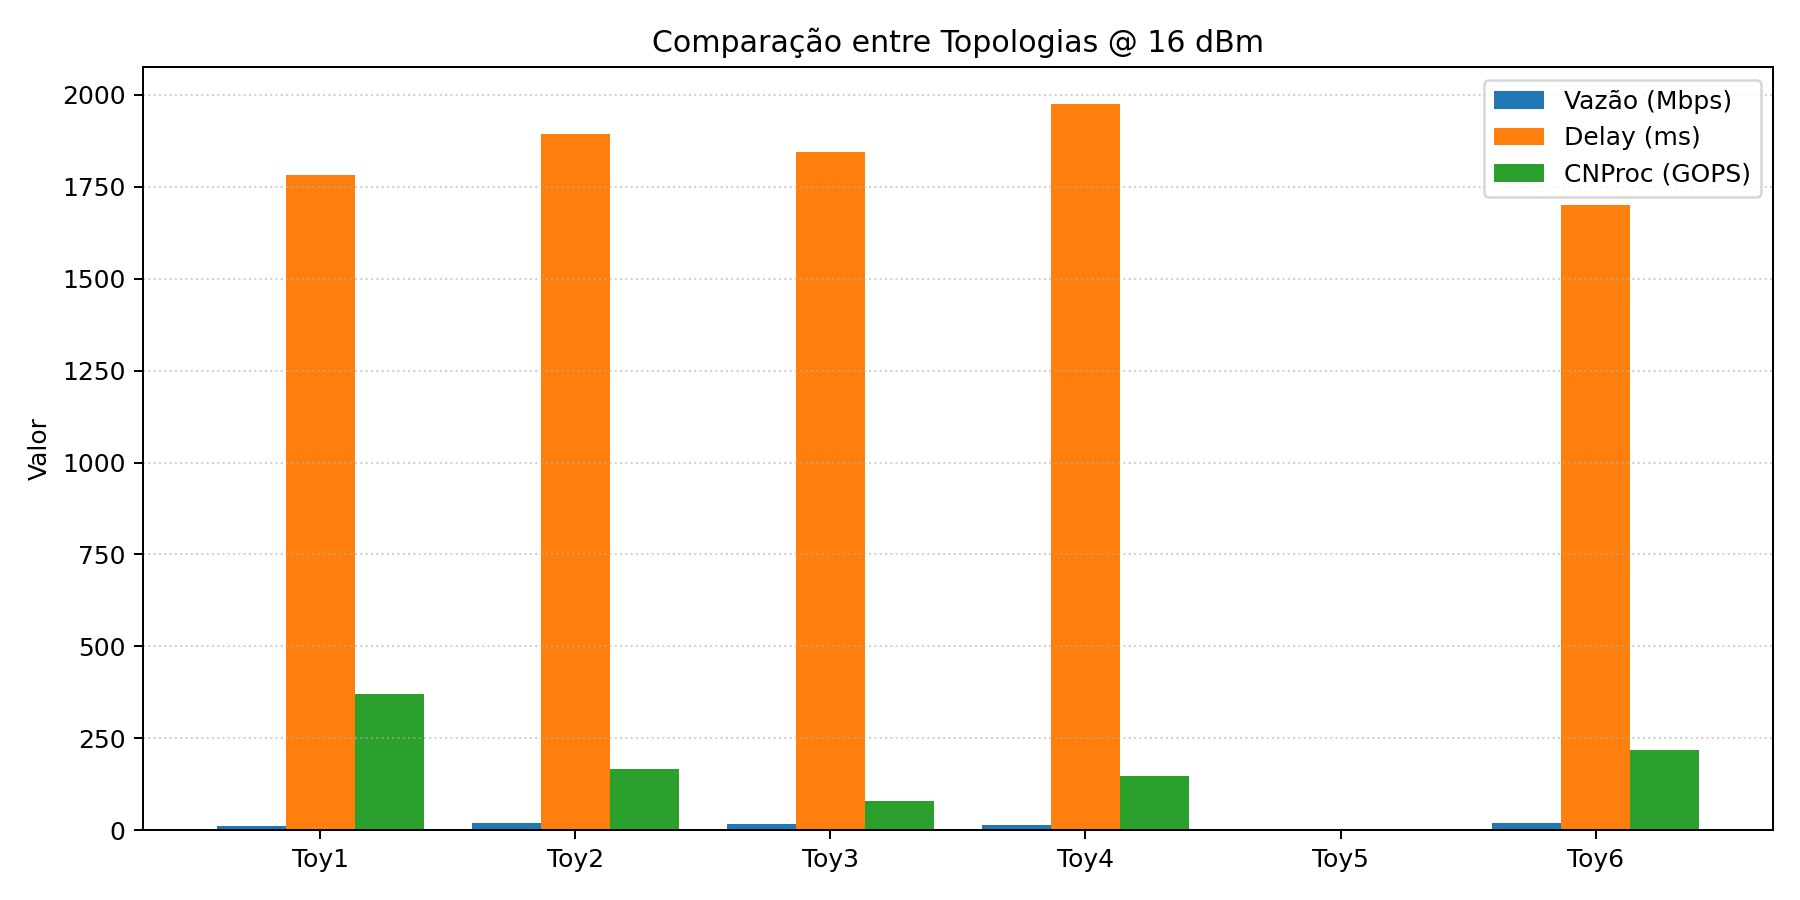 Comparação entre Topologias @ 16 dBm
Vazão (Mbps)
Delay (ms)
CNProc (GOPS)
Valor
2000
1750
1500
1250
1000
750
500
250
0
Toy1 Toy2 Toy3 Toy4 Toy5 Toy6